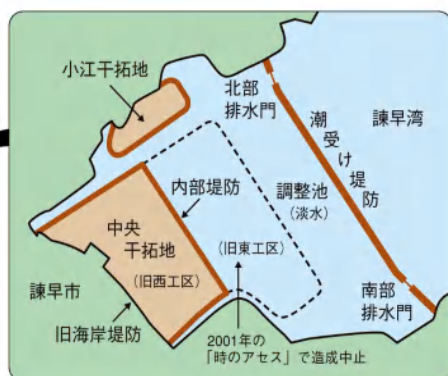 小江干拓地
北部
排水門
潮受け堤防
諫早湾
内部堤防
調整池
(淡水)
中央
干拓地
(旧西工区)
(旧東工区)
諫早市
旧海岸堤防
南部
排水門
2001年の
「時のアセス」で造成中止